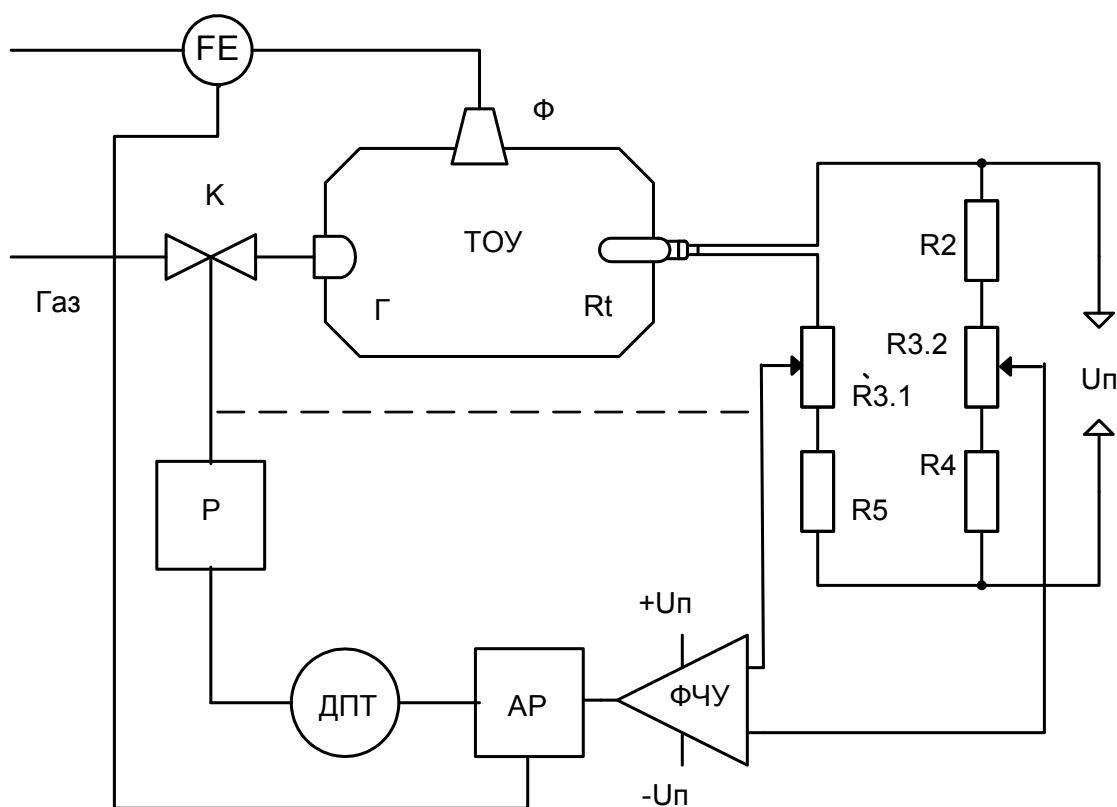 FE
Ф
К
ТОУ
R2
Газ
Г
Rt
R3.2
R3.1
Uп
R4
Р
R5
+Uп
ДПТ
АР
ФЧУ
-Uп